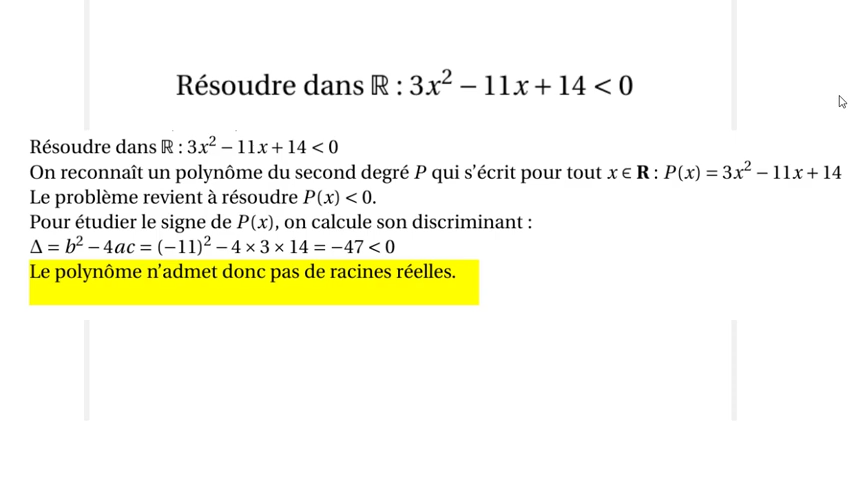 Résoudre dans ℝ : 3x² − 11x + 14 < 0
Résoudre dans ℝ : 3x² − 11x + 14 < 0
On reconnaît un polynôme du second degré P qui s'écrit pour tout x ∈ R : P(x) = 3x² − 11x + 14
Le problème revient à résoudre P(x) < 0.
Pour étudier le signe de P(x), on calcule son discriminant :
Δ = b² − 4ac = (−11)² − 4 × 3 × 14 = −47 < 0
Le polynôme n'admet donc pas de racines réelles.